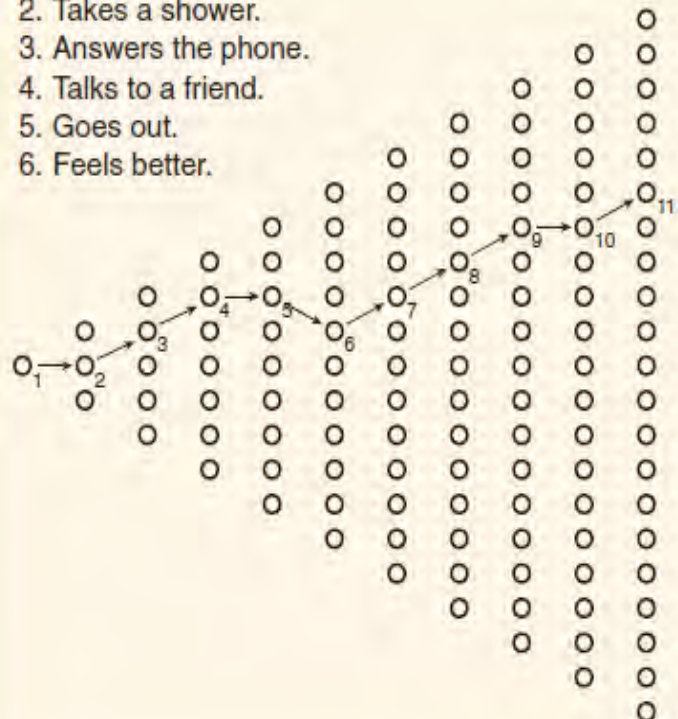 2. Takes a shower.
3. Answers the phone.
4. Talks to a friend.
5. Goes out.
6. Feels better.
11
9
10
8
4
5
7
3
6
1
2